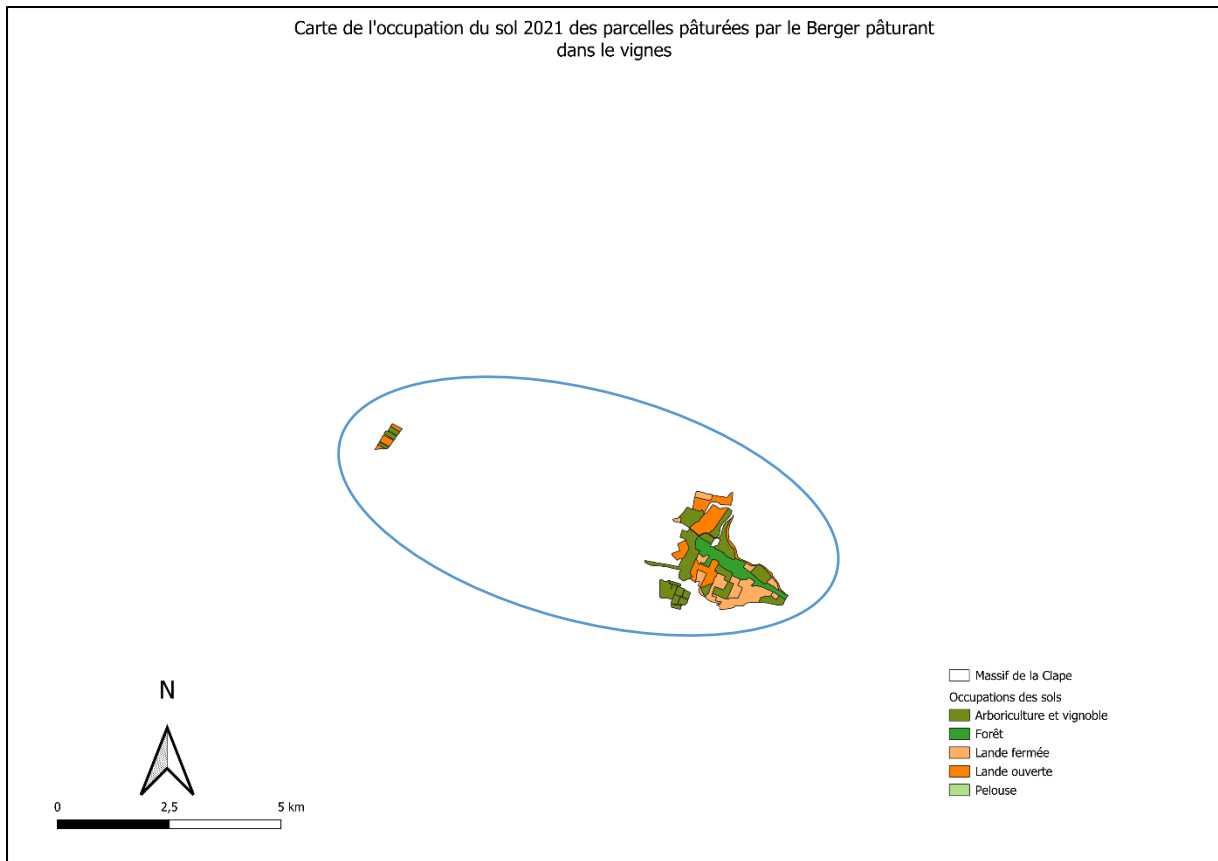 Carte de l'occupation du sol 2021 des parcelles pâturées par le Berger pâturant
dans le vignes
N
0 2,5 5 km
Massif de la Clape
Occupations des sols
Arboriculture et vignoble
Forêt
Lande fermée
Lande ouverte
Pelouse